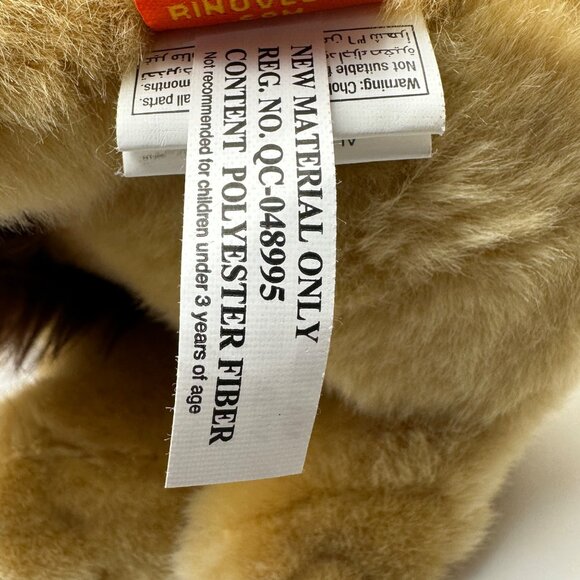 NEW MATERIAL ONLY
REG. NO. QC-048995
CONTENT POLYESTER FIBER
Not recommended for children under 3 years of age
Warning: Cho
Not suitable
months.
all parts.